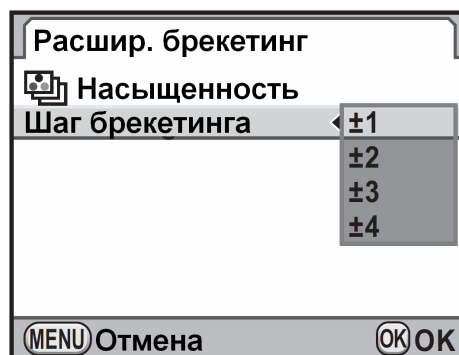 Расшир. брекетинг
Насыщенность
Шаг брекетинга ±1
±2
±3
±4
MENU Отмена OK OK